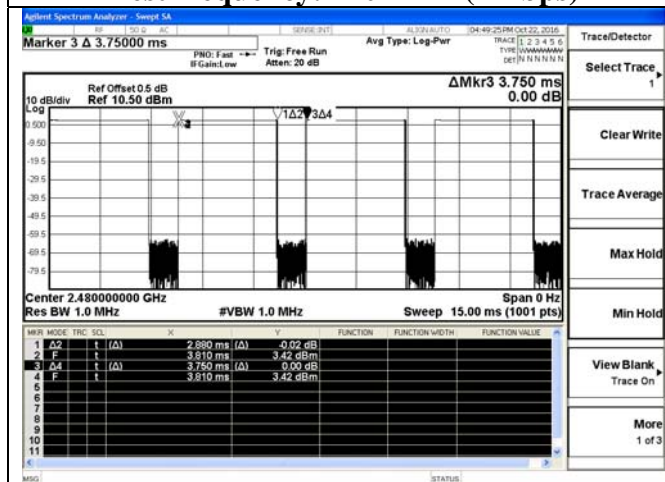 Agilent Spectrum Analyzer - Swept SA
RF 50 Ω AC SENSE:INT ALIGN AUTO 04:49:25 PM Oct 22, 2016
Marker 3 Δ 3.75000 ms
PNO: Fast
IFGain:Low
Trig: Free Run
Atten: 20 dB
Avg Type: Log-Pwr
TRACE 1 2 3 4 5 6
TYPE
DET N N N N N N
Trace/Detector
Select Trace
1
Clear Write
Trace Average
Max Hold
Min Hold
View Blank
Trace On
More
1 of 3
Ref Offset 0.5 dB
Ref 10.50 dBm
10 dB/div
Log
ΔMkr3 3.750 ms
0.00 dB
1Δ2 3Δ4
0.500
-9.50
-19.5
-29.5
-39.5
-49.5
-59.5
-69.5
-79.5
Center 2.480000000 GHz
Span 0 Hz
Res BW 1.0 MHz
#VBW 1.0 MHz
Sweep 15.00 ms (1001 pts)
MKR MODE TRC SCL X Y FUNCTION FUNCTION WIDTH FUNCTION VALUE
1 Δ2 t (Δ) 2.880 ms (Δ) -0.02 dB
2 F t 3.810 ms 3.42 dBm
3 Δ4 t (Δ) 3.750 ms (Δ) 0.00 dB
4 F t 3.810 ms 3.42 dBm
5
6
7
8
9
10
11
MSG
STATUS